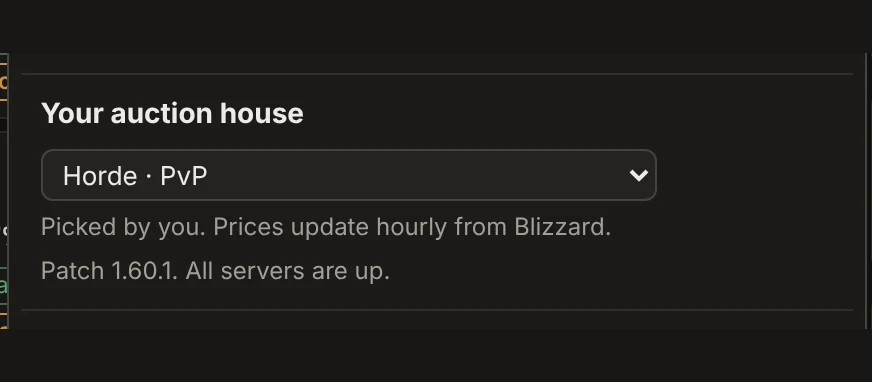 Your auction house
Horde · PvP
Picked by you. Prices update hourly from Blizzard.
Patch 1.60.1. All servers are up.